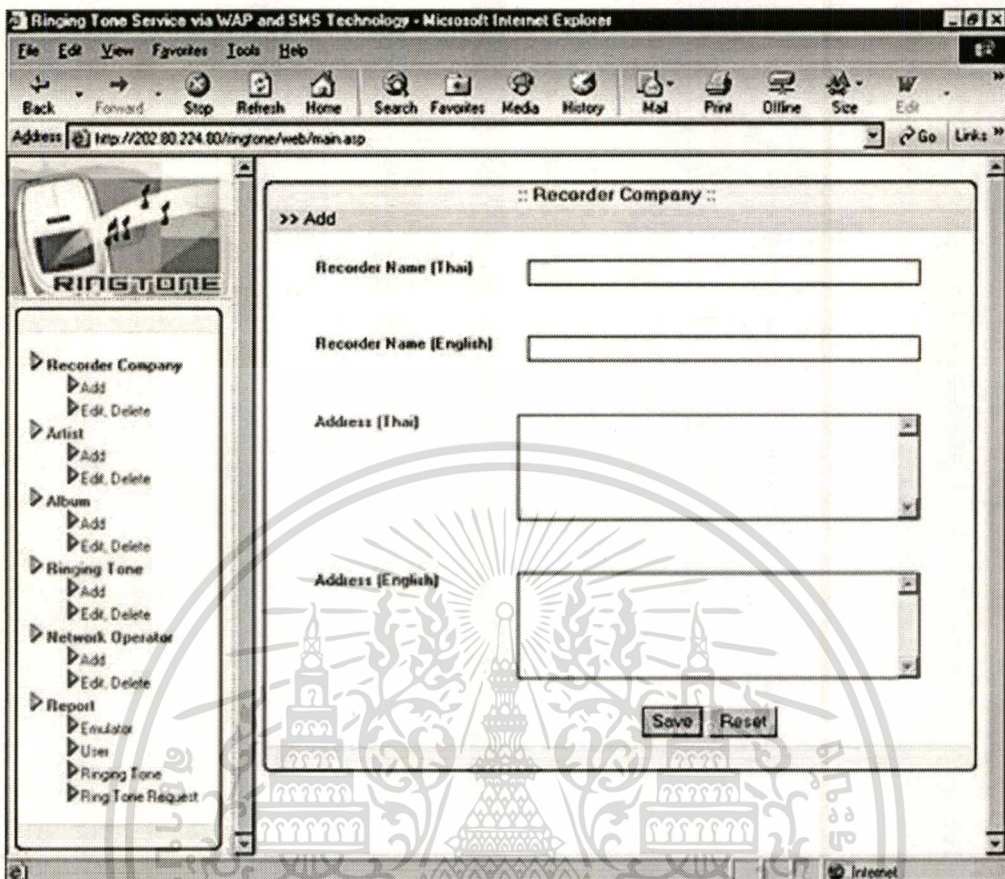 Ringing Tone Service via WAP and SMS Technology - Microsoft Internet Explorer
File Edit View Favorites Tools Help
Back Forward Stop Refresh Home Search Favorites Media History Mail Print Offline Size Edit
Address http://202.80.224.80/ringtone/web/main.asp Go Links
RINGTONE
Recorder Company
Add
Edit, Delete
Artist
Add
Edit, Delete
Album
Add
Edit, Delete
Ringing Tone
Add
Edit, Delete
Network Operator
Add
Edit, Delete
Report
Emulator
User
Ringing Tone
Ring Tone Request
:: Recorder Company ::
>> Add
Recorder Name (Thai)
Recorder Name (English)
Address (Thai)
Address (English)
Save Reset
Internet